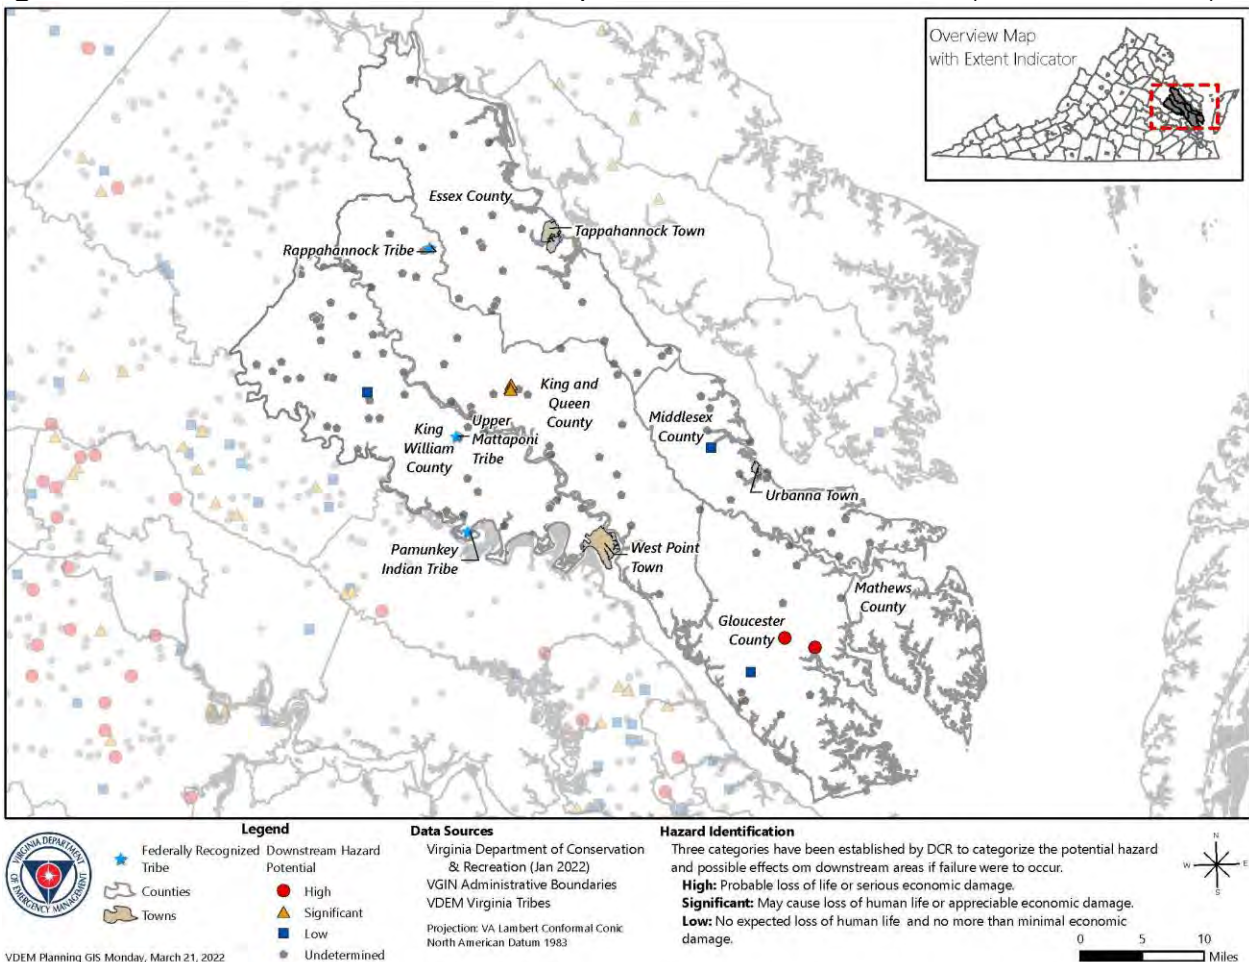 Overview Map
with Extent Indicator
Essex County
Tappahannock Town
Rappahannock Tribe
King and
Queen
County
Middlesex
County
Upper
Mattaponi
Tribe
King
William
County
Urbanna Town
Pamunkey
Indian Tribe
West Point
Town
Mathews
County
Gloucester
County
VIRGINIA DEPARTMENT
OF EMERGENCY MANAGEMENT
Legend
Federally Recognized
Tribe
Counties
Towns
Downstream Hazard
Potential
High
Significant
Low
Undetermined
VDEM Planning GIS Monday, March 21, 2022
Data Sources
Virginia Department of Conservation
& Recreation (Jan 2022)
VGIN Administrative Boundaries
VDEM Virginia Tribes
Projection: VA Lambert Conformal Conic
North American Datum 1983
Hazard Identification
Three categories have been established by DCR to categorize the potential hazard
and possible effects om downstream areas if failure were to occur.
High: Probable loss of life or serious economic damage.
Significant: May cause loss of human life or appreciable economic damage.
Low: No expected loss of human life and no more than minimal economic
damage.
N
W E
S
0 5 10
Miles